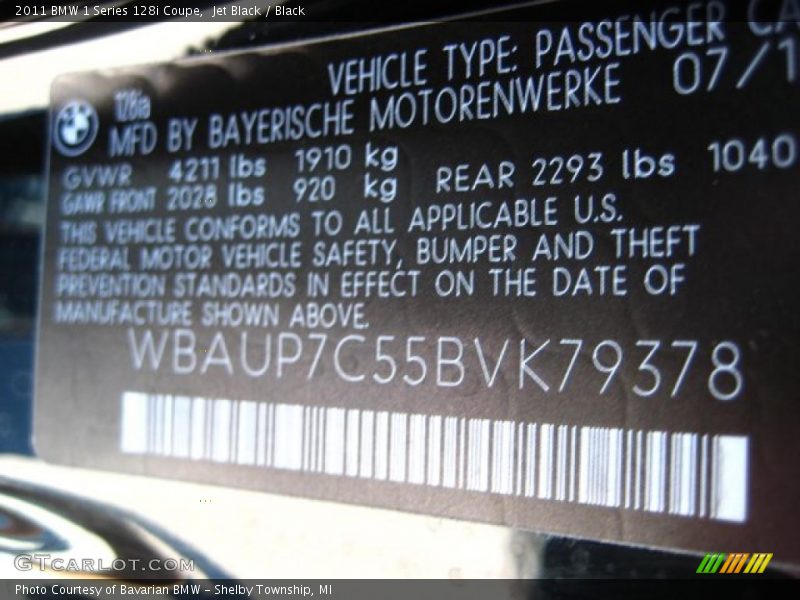 2011 BMW 1 Series 128i Coupe, Jet Black / Black
VEHICLE TYPE: PASSENGER CA
128ia
MFD BY BAYERISCHE MOTORENWERKE 07/1
GVWR 4211 lbs 1910 kg
GAWR FRONT 2028 lbs 920 kg REAR 2293 lbs 1040
THIS VEHICLE CONFORMS TO ALL APPLICABLE U.S.
FEDERAL MOTOR VEHICLE SAFETY, BUMPER AND THEFT
PREVENTION STANDARDS IN EFFECT ON THE DATE OF
MANUFACTURE SHOWN ABOVE.
WBAUP7C55BVK79378
GTCARLOT.COM
Photo Courtesy of Bavarian BMW - Shelby Township, MI